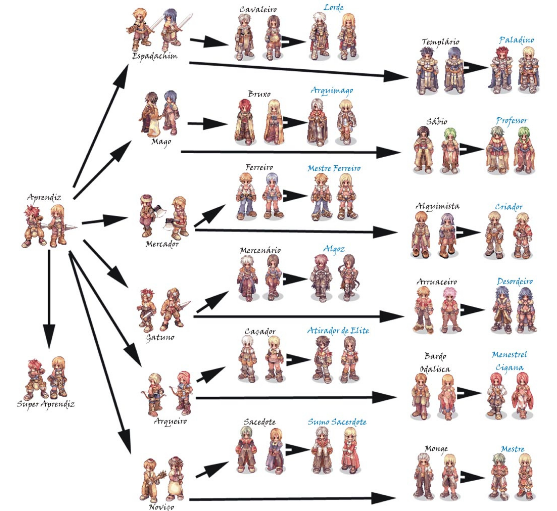 Cavaleiro
Lorde
Espadachim
Templário
Paladino
Bruxo
Arquimago
Mago
Sábio
Professor
Aprendiz
Ferreiro
Mestre Ferreiro
Mercador
Alquimista
Criador
Mercenário
Algoz
Gatuno
Arruaceiro
Desordeiro
Caçador
Atirador de Elite
Super Aprendiz
Arqueiro
Bardo
Odalisca
Menestrel
Cigana
Sacedote
Sumo Sacerdote
Noviço
Monge
Mestre